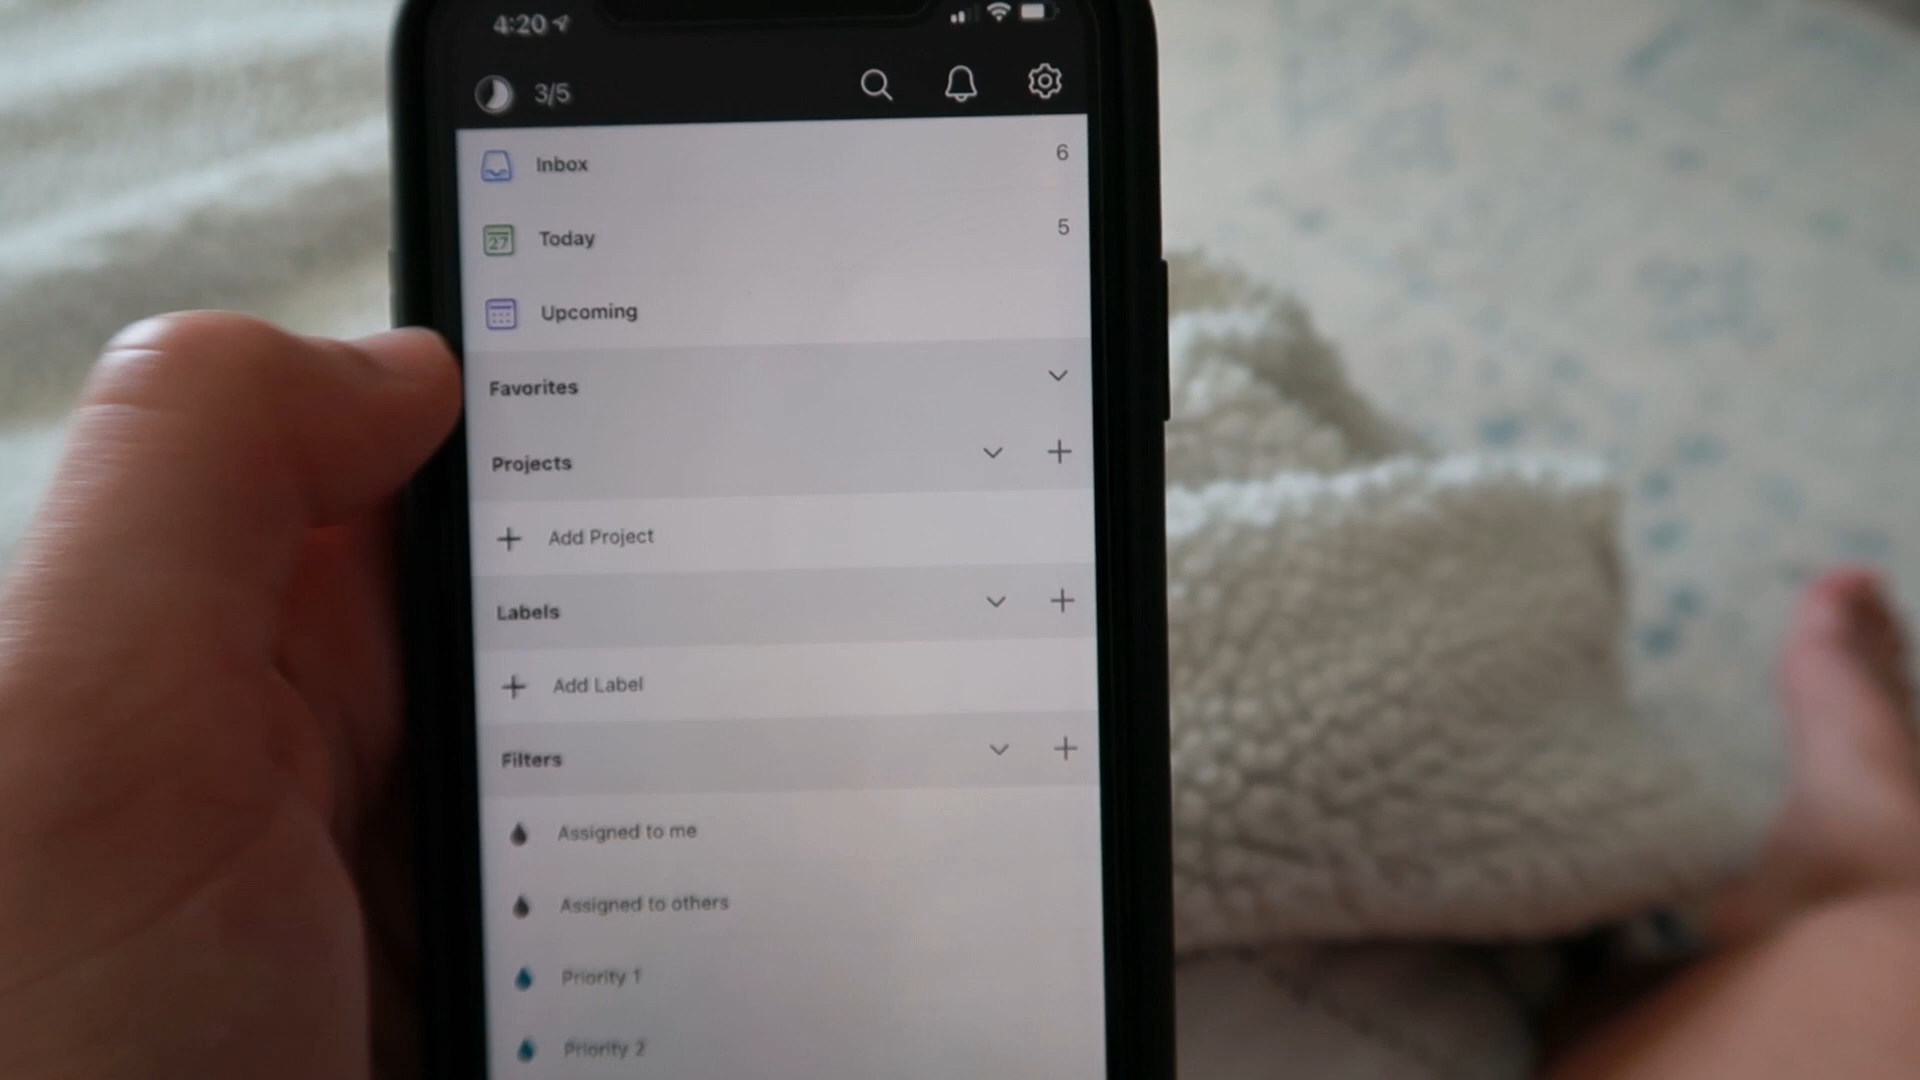 4:20
3/5
Inbox 6
27 Today 5
Upcoming
Favorites
Projects
Add Project
Labels
Add Label
Filters
Assigned to me
Assigned to others
Priority 1
Priority 2